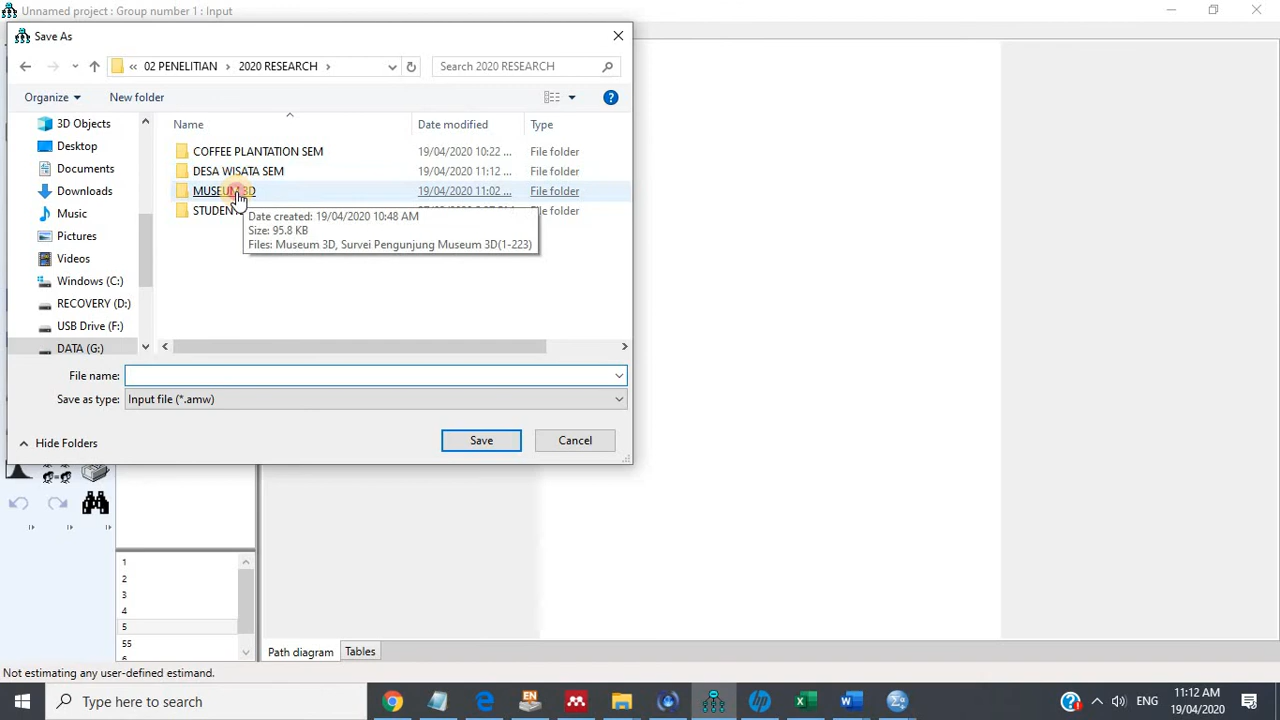 Unnamed project : Group number 1 : Input
Save As
02 PENELITIAN
2020 RESEARCH
Search 2020 RESEARCH
Organize
New folder
Name
Date modified
Type
3D Objects
Desktop
Documents
Downloads
Music
Pictures
Videos
Windows (C:)
RECOVERY (D:)
USB Drive (F:)
DATA (G:)
COFFEE PLANTATION SEM 19/04/2020 10:22 ... File folder
DESA WISATA SEM 19/04/2020 11:12 ... File folder
MUSEUM 3D 19/04/2020 11:02 ... File folder
Date created: 19/04/2020 10:48 AM
Size: 95.8 KB
Files: Museum 3D, Survei Pengunjung Museum 3D(1-223)
File name:
Save as type: Input file (*.amw)
Hide Folders
Save
Cancel
1
2
3
4
5
55
Path diagram
Tables
Not estimating any user-defined estimand.
Type here to search
ENG
11:12 AM
19/04/2020